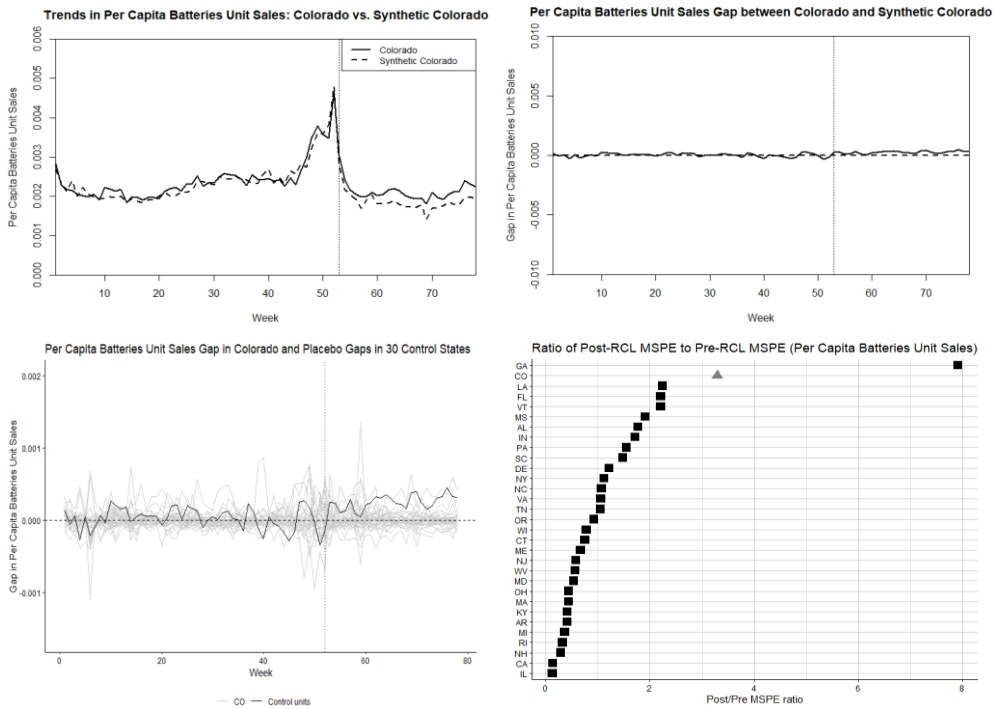 Trends in Per Capita Batteries Unit Sales: Colorado vs. Synthetic Colorado
Per Capita Batteries Unit Sales
0.006
0.005
0.004
0.003
0.002
0.001
0.000
Colorado
Synthetic Colorado
10 20 30 40 50 60 70
Week
Per Capita Batteries Unit Sales Gap between Colorado and Synthetic Colorado
Gap in Per Capita Batteries Unit Sales
0.010
0.005
0.000
-0.005
-0.010
10 20 30 40 50 60 70
Week
Per Capita Batteries Unit Sales Gap in Colorado and Placebo Gaps in 30 Control States
Gap in Per Capita Batteries Unit Sales
0.002
0.001
0.000
-0.001
0 20 40 60 80
Week
CO Control units
Ratio of Post-RCL MSPE to Pre-RCL MSPE (Per Capita Batteries Unit Sales)
GA
CO
LA
FL
VT
MS
AL
IN
PA
SC
DE
NY
NC
VA
TN
OR
WI
CT
ME
NJ
WV
MD
OH
MA
KY
AR
MI
RI
NH
CA
IL
0 2 4 6 8
Post/Pre MSPE ratio